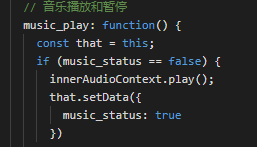 // 音乐播放和暂停
music_play: function() {
const that = this;
if (music_status == false) {
innerAudioContext.play();
that.setData({
music_status: true
})